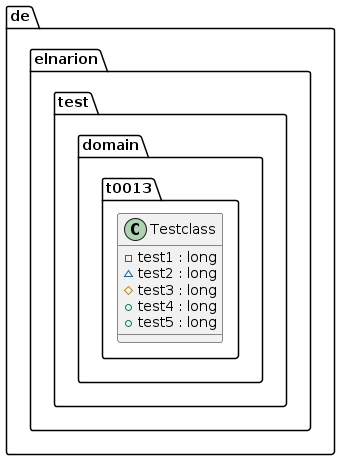 de
elnarion
test
domain
t0013
C Testclass
test1 : long
test2 : long
test3 : long
test4 : long
test5 : long